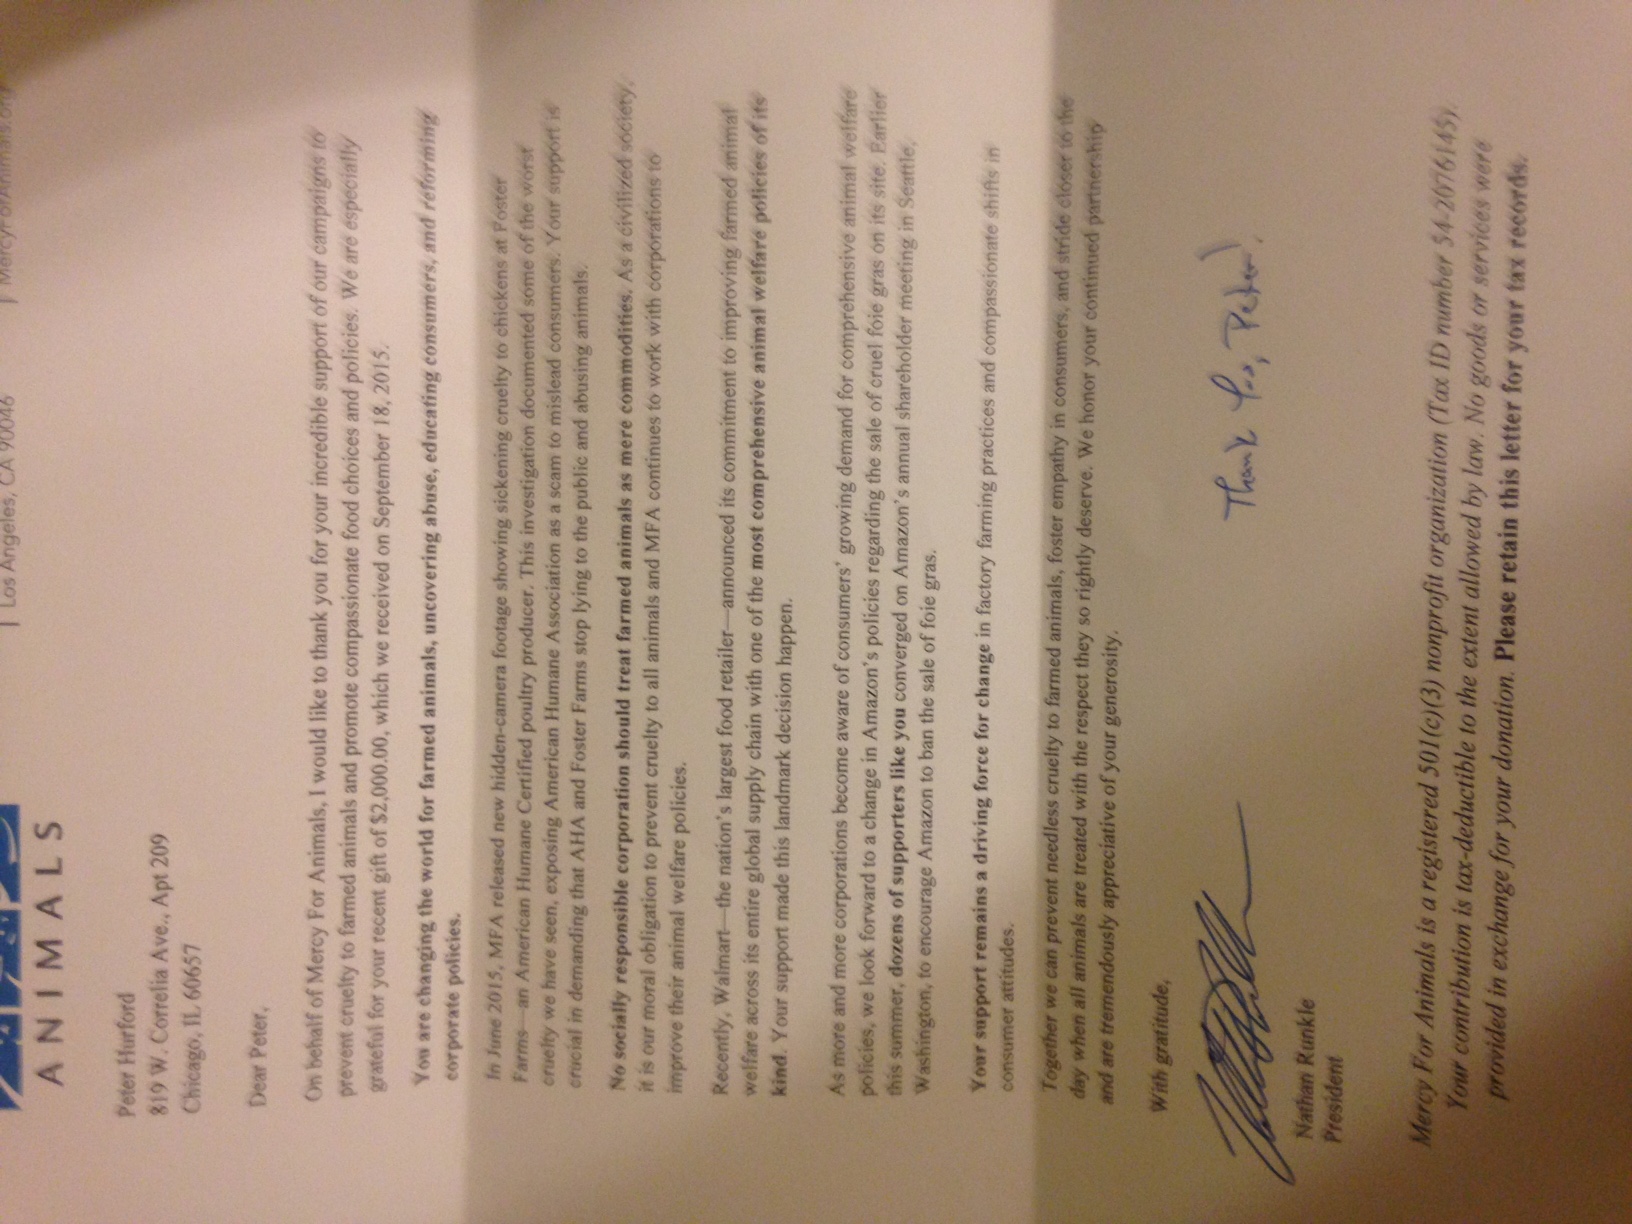 Los Angeles, CA 90046 | MercyForAnimals.org
ANIMALS
Peter Hurford
819 W. Correlia Ave., Apt 209
Chicago, IL 60657
Dear Peter,
On behalf of Mercy For Animals, I would like to thank you for your incredible support of our campaigns to
prevent cruelty to farmed animals and promote compassionate food choices and policies. We are especially
grateful for your recent gift of $2,000.00, which we received on September 18, 2015.
You are changing the world for farmed animals, uncovering abuse, educating consumers, and reforming
corporate policies.
In June 2015, MFA released new hidden-camera footage showing sickening cruelty to chickens at Foster
Farms—an American Humane Certified poultry producer. This investigation documented some of the worst
cruelty we have seen, exposing American Humane Association as a scam to mislead consumers. Your support is
crucial in demanding that AHA and Foster Farms stop lying to the public and abusing animals.
No socially responsible corporation should treat farmed animals as mere commodities. As a civilized society,
it is our moral obligation to prevent cruelty to all animals and MFA continues to work with corporations to
improve their animal welfare policies.
Recently, Walmart—the nation's largest food retailer—announced its commitment to improving farmed animal
welfare across its entire global supply chain with one of the most comprehensive animal welfare policies of its
kind. Your support made this landmark decision happen.
As more and more corporations become aware of consumers' growing demand for comprehensive animal welfare
policies, we look forward to a change in Amazon's policies regarding the sale of cruel foie gras on its site. Earlier
this summer, dozens of supporters like you converged on Amazon's annual shareholder meeting in Seattle,
Washington, to encourage Amazon to ban the sale of foie gras.
Your support remains a driving force for change in factory farming practices and compassionate shifts in
consumer attitudes.
Together we can prevent needless cruelty to farmed animals, foster empathy in consumers, and stride closer to the
day when all animals are treated with the respect they so rightly deserve. We honor your continued partnership
and are tremendously appreciative of your generosity.
With gratitude,
Thank You, Peter!
Nathan Runkle
President
Mercy For Animals is a registered 501(c)(3) nonprofit organization (Tax ID number 54-2076145).
Your contribution is tax-deductible to the extent allowed by law. No goods or services were
provided in exchange for your donation. Please retain this letter for your tax records.